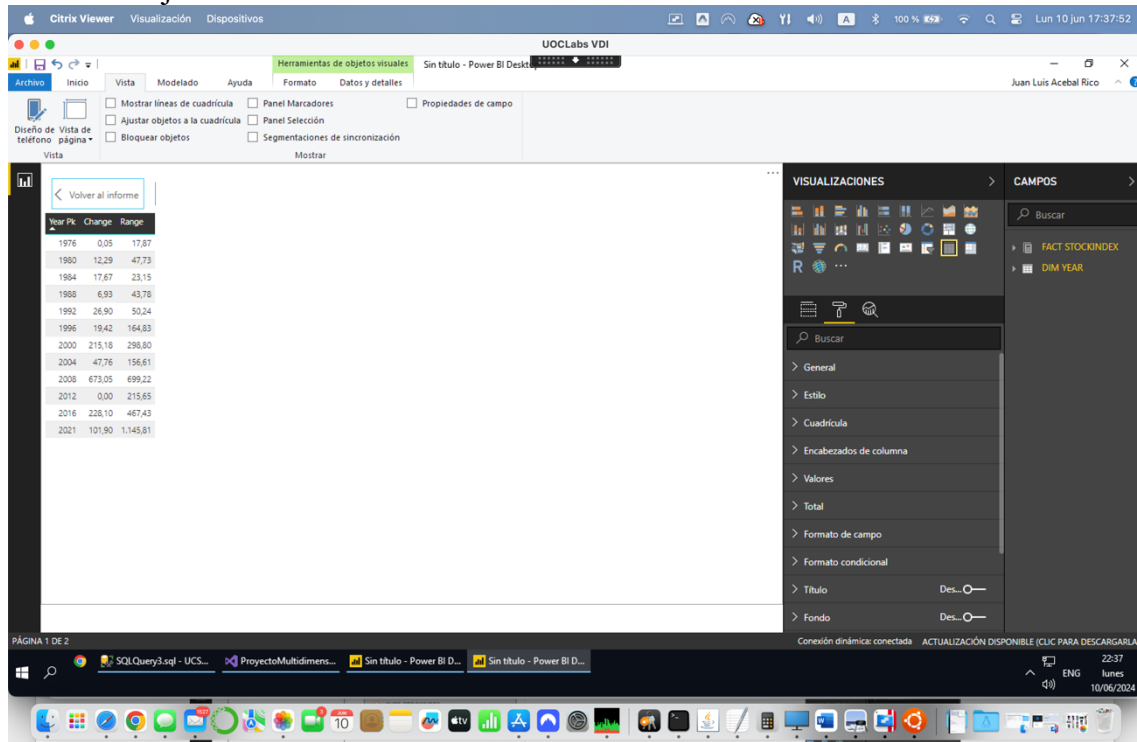 Citrix Viewer Visualización Dispositivos
A 100 % Lun 10 jun 17:37:52
UOCLabs VDI
Herramientas de objetos visuales Sin título - Power BI Deskt
Archivo Inicio Vista Modelado Ayuda Formato Datos y detalles Juan Luis Acebal Rico
Diseño de teléfono
Vista de página
Mostrar líneas de cuadrícula
Ajustar objetos a la cuadrícula
Bloquear objetos
Panel Marcadores
Panel Selección
Segmentaciones de sincronización
Propiedades de campo
Vista Mostrar
Volver al informe
Year Pk Change Range
1976 0,05 17,87
1980 12,29 47,73
1984 17,67 23,15
1988 6,93 43,78
1992 26,90 50,24
1996 19,42 164,83
2000 215,18 298,80
2004 47,76 156,61
2008 673,05 699,22
2012 0,00 215,65
2016 228,10 467,43
2021 101,90 1.145,81
VISUALIZACIONES
R
Buscar
General
Estilo
Cuadrícula
Encabezados de columna
Valores
Total
Formato de campo
Formato condicional
Título Des...
Fondo Des...
CAMPOS
Buscar
FACT STOCKINDEX
DIM YEAR
PÁGINA 1 DE 2 Conexión dinámica: conectada ACTUALIZACIÓN DISPONIBLE (CLIC PARA DESCARGARLA
SQLQuery3.sql - UCS... ProyectoMultidimens... Sin título - Power BI D... Sin título - Power BI D...
ENG
22:37
lunes
10/06/2024
JUN
10
tv